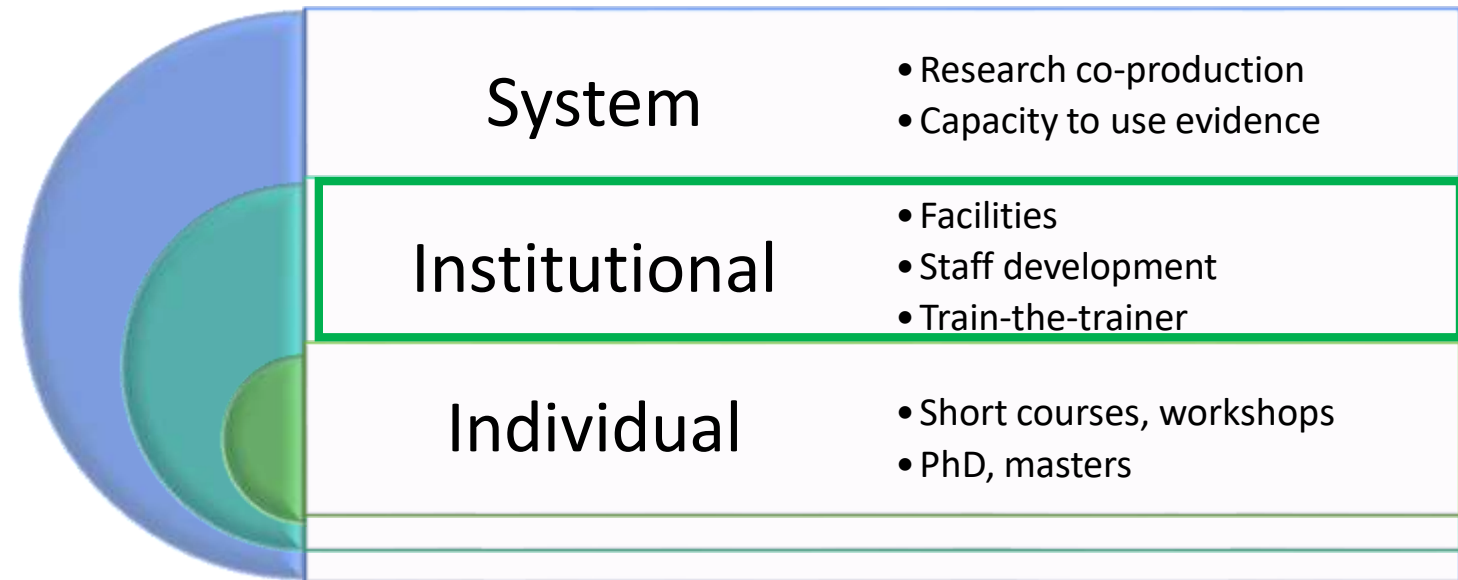 System
• Research co-production
• Capacity to use evidence
Institutional
• Facilities
• Staff development
• Train-the-trainer
Individual
• Short courses, workshops
• PhD, masters